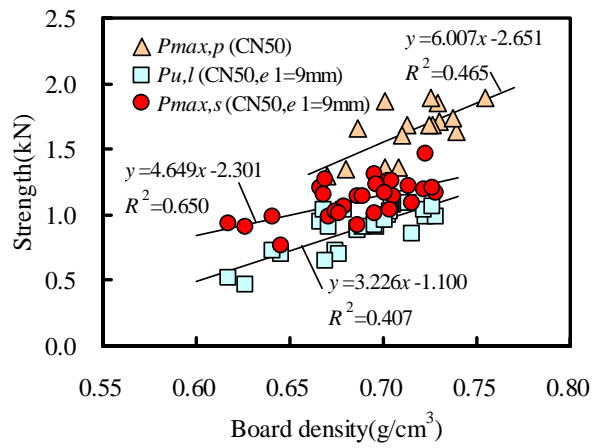 Pmax,p (CN50)
Pu,l (CN50,e 1=9mm)
Pmax,s (CN50,e 1=9mm)
y=6.007x-2.651
R²=0.465
y=4.649x-2.301
R²=0.650
y=3.226x-1.100
R²=0.407
Strength(kN)
2.5
2.0
1.5
1.0
0.5
0.0
0.55
0.60
0.65
0.70
0.75
0.80
Board density(g/cm³)